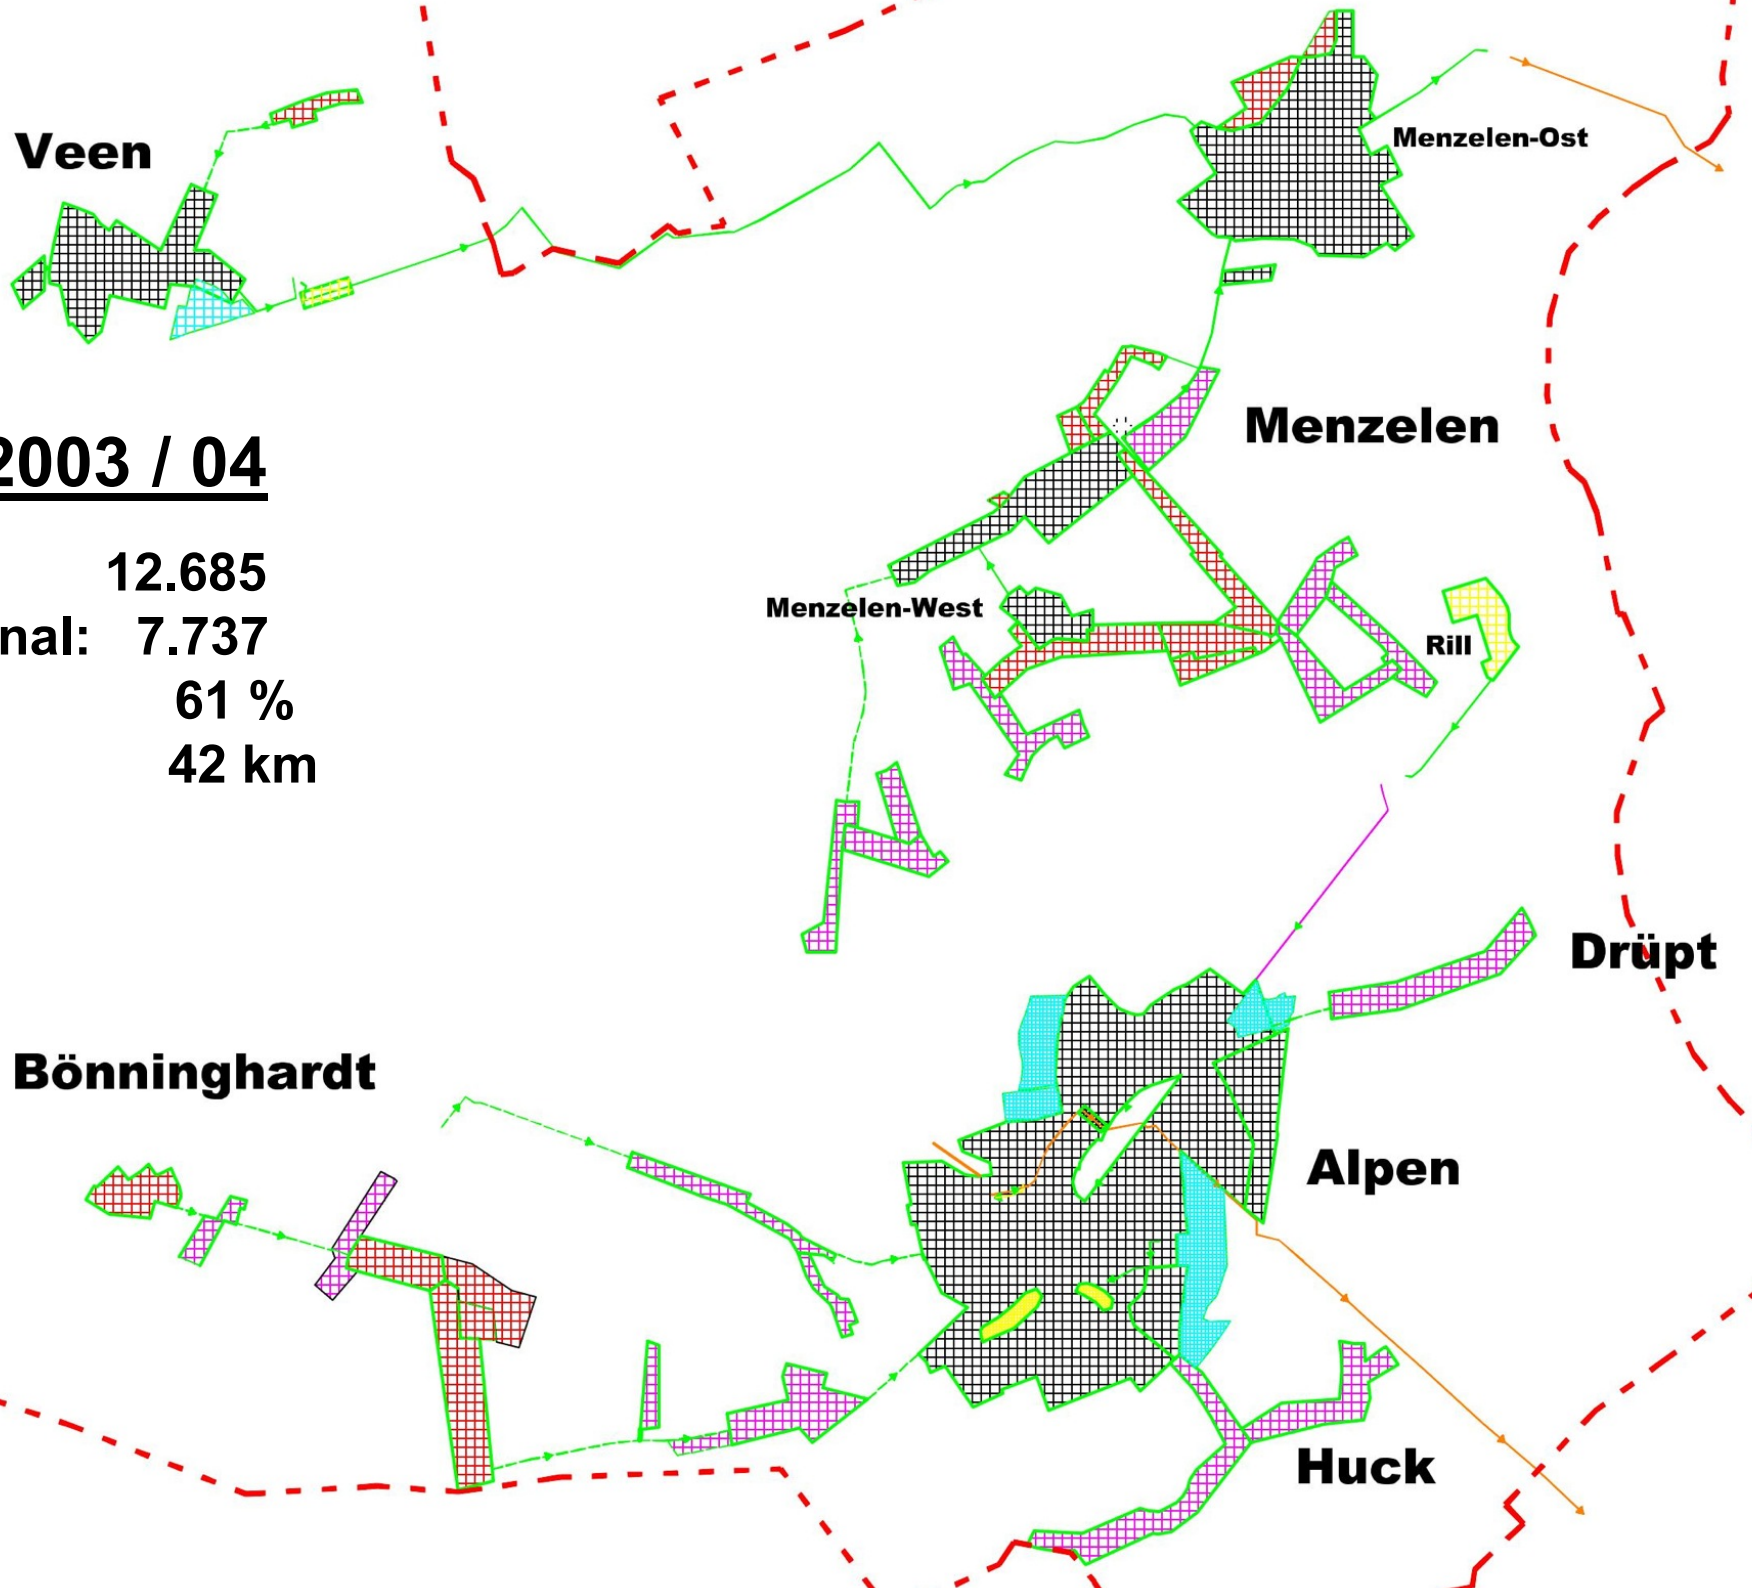 Veen
Menzelen-Ost
2003 / 04
Menzelen
12.685
Menzelen-West
nal: 7.737
Rill
61 %
42 km
Drüpt
Bönninghardt
Alpen
Huck